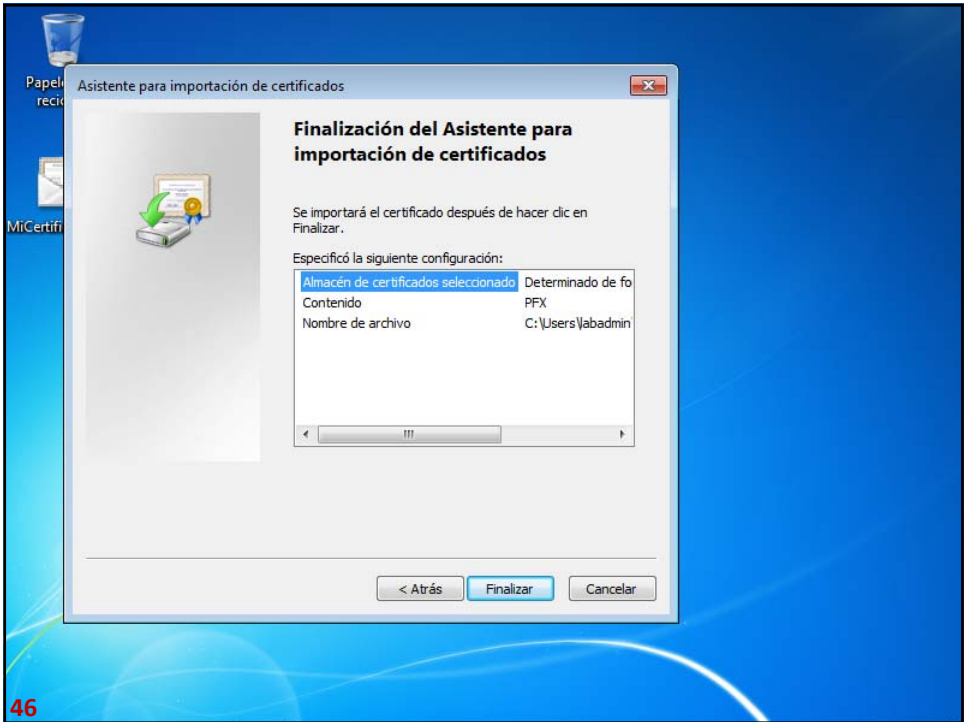 Papel
recic
MiCertifi
Asistente para importación de certificados
Finalización del Asistente para
importación de certificados
Se importará el certificado después de hacer clic en
Finalizar.
Especificó la siguiente configuración:
Almacén de certificados seleccionado Determinado de fo
Contenido PFX
Nombre de archivo C:\Users\labadmin
< Atrás Finalizar Cancelar
46